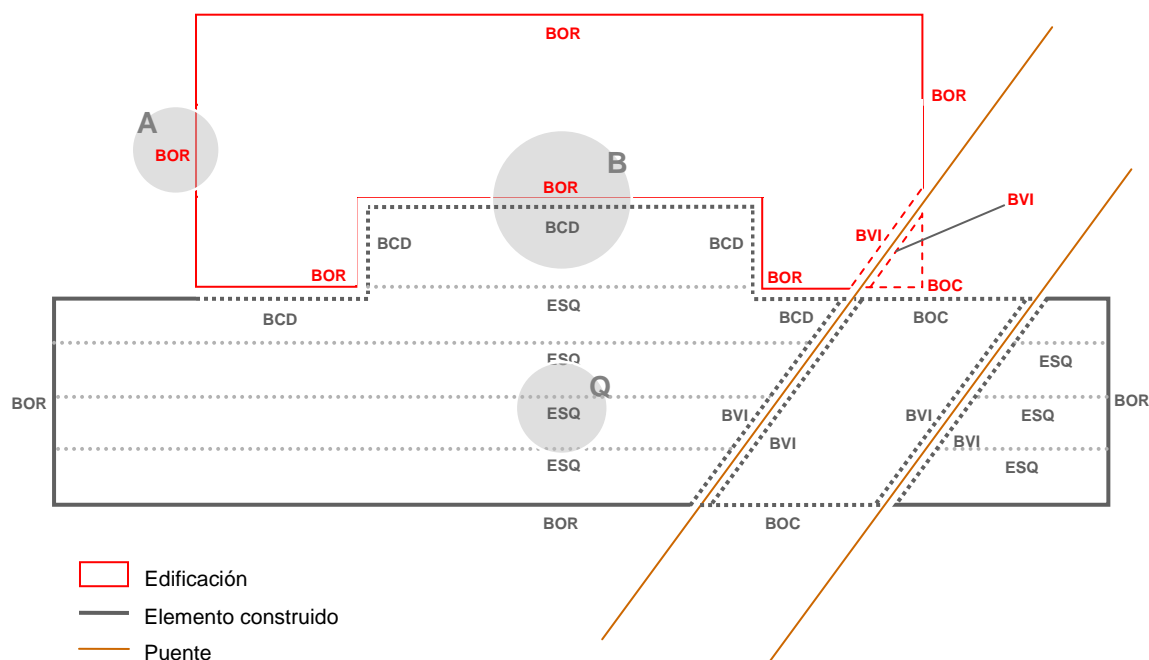 BOR
BOR
A
BOR
B
BOR
BCD
BCD
BCD
BVI
BVI
BOR
BOR
BOC
ESQ
BCD
BCD
BOC
ESQ
ESQ
Q
BOR
ESQ
BVI
BVI
ESQ
BOR
BVI
BVI
ESQ
ESQ
BOR
BOC
Edificación
Elemento construido
Puente